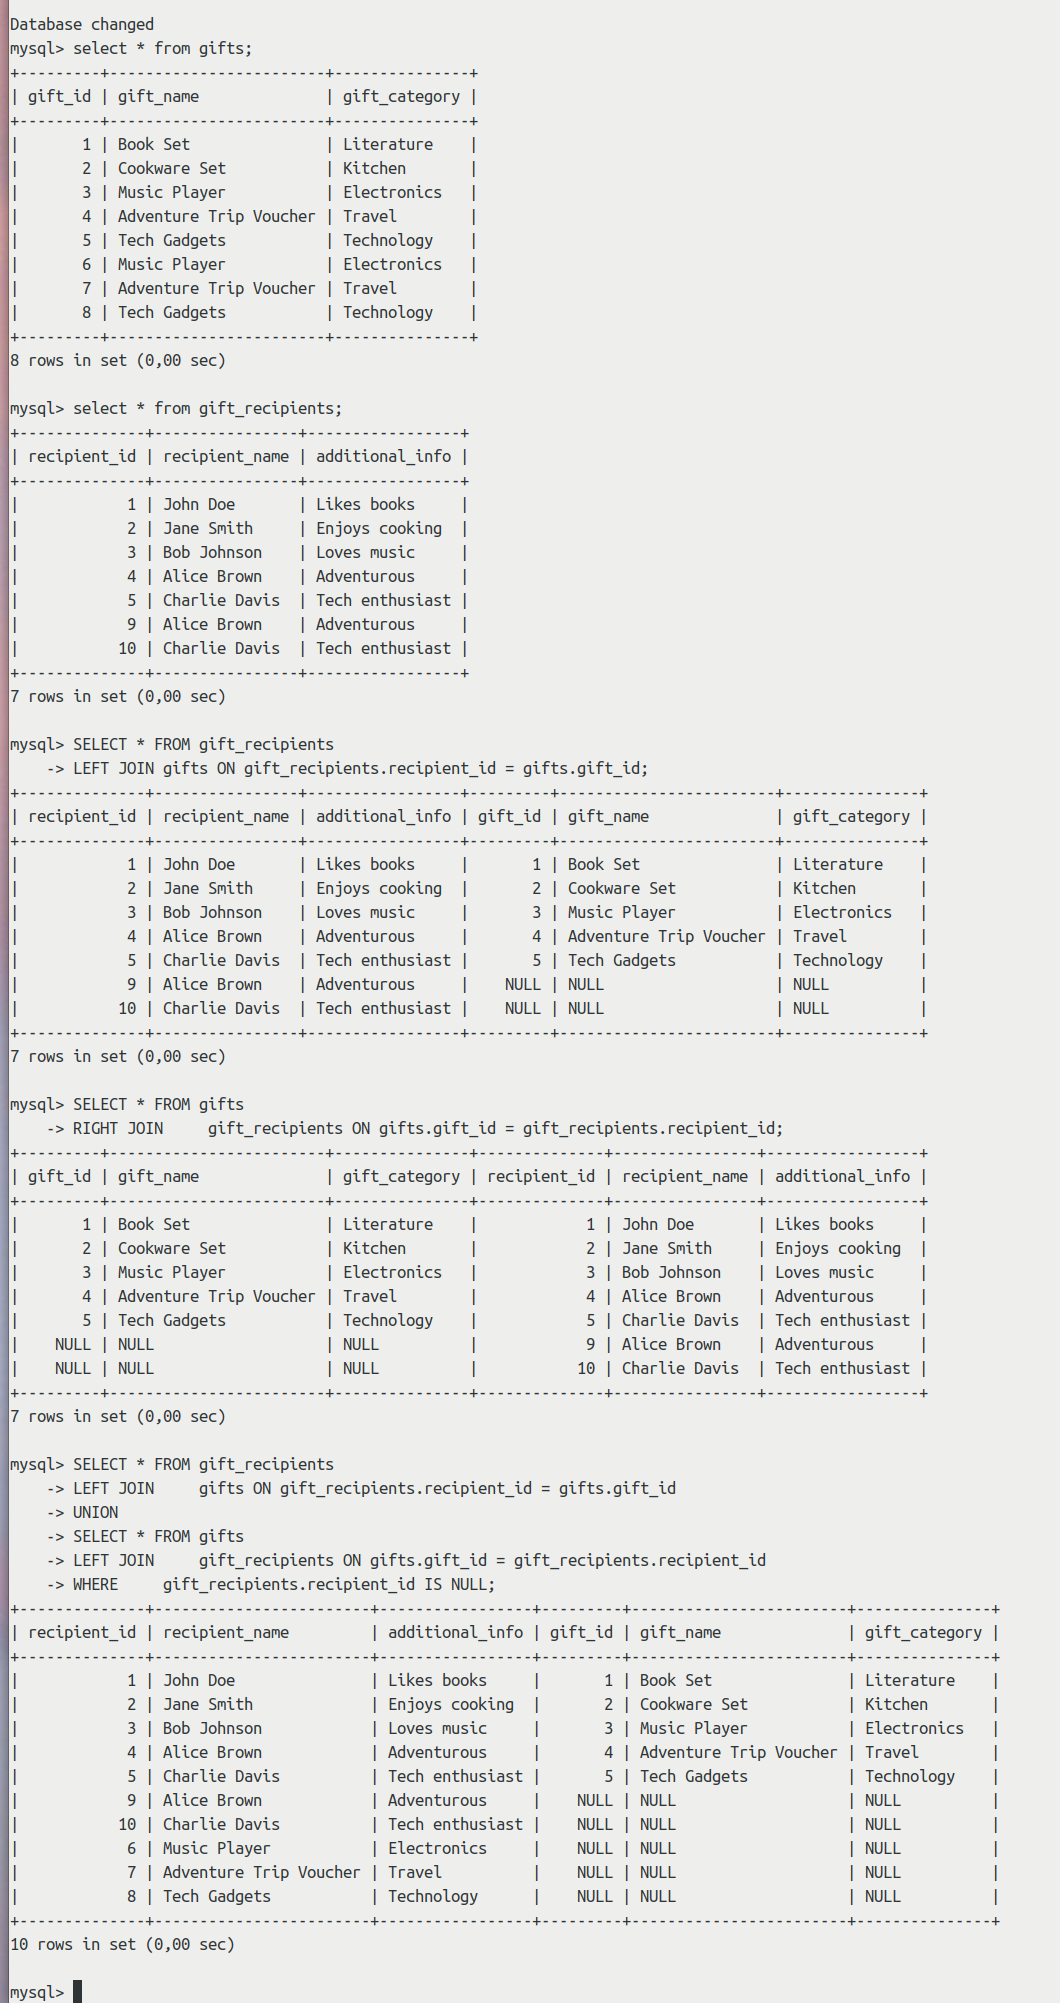 Database changed
mysql> select * from gifts;
+---------+-----------------------+---------------+
| gift_id | gift_name             | gift_category |
+---------+-----------------------+---------------+
|       1 | Book Set              | Literature    |
|       2 | Cookware Set          | Kitchen       |
|       3 | Music Player          | Electronics   |
|       4 | Adventure Trip Voucher | Travel        |
|       5 | Tech Gadgets          | Technology    |
|       6 | Music Player          | Electronics   |
|       7 | Adventure Trip Voucher | Travel        |
|       8 | Tech Gadgets          | Technology    |
+---------+-----------------------+---------------+
8 rows in set (0,00 sec)

mysql> select * from gift_recipients;
+--------------+----------------+-----------------+
| recipient_id | recipient_name | additional_info |
+--------------+----------------+-----------------+
|            1 | John Doe       | Likes books     |
|            2 | Jane Smith     | Enjoys cooking  |
|            3 | Bob Johnson    | Loves music     |
|            4 | Alice Brown    | Adventurous     |
|            5 | Charlie Davis  | Tech enthusiast |
|            9 | Alice Brown    | Adventurous     |
|           10 | Charlie Davis  | Tech enthusiast |
+--------------+----------------+-----------------+
7 rows in set (0,00 sec)

mysql> SELECT * FROM gift_recipients
    -> LEFT JOIN gifts ON gift_recipients.recipient_id = gifts.gift_id;
+--------------+----------------+-----------------+---------+------------------------+---------------+
| recipient_id | recipient_name | additional_info | gift_id | gift_name              | gift_category |
+--------------+----------------+-----------------+---------+------------------------+---------------+
|            1 | John Doe       | Likes books     |       1 | Book Set               | Literature    |
|            2 | Jane Smith     | Enjoys cooking  |       2 | Cookware Set           | Kitchen       |
|            3 | Bob Johnson    | Loves music     |       3 | Music Player           | Electronics   |
|            4 | Alice Brown    | Adventurous     |       4 | Adventure Trip Voucher | Travel        |
|            5 | Charlie Davis  | Tech enthusiast |       5 | Tech Gadgets           | Technology    |
|            9 | Alice Brown    | Adventurous     |    NULL | NULL                   | NULL          |
|           10 | Charlie Davis  | Tech enthusiast |    NULL | NULL                   | NULL          |
+--------------+----------------+-----------------+---------+------------------------+---------------+
7 rows in set (0,00 sec)

mysql> SELECT * FROM gifts
    -> RIGHT JOIN     gift_recipients ON gifts.gift_id = gift_recipients.recipient_id;
+---------+------------------------+---------------+--------------+----------------+-----------------+
| gift_id | gift_name              | gift_category | recipient_id | recipient_name | additional_info |
+---------+------------------------+---------------+--------------+----------------+-----------------+
|       1 | Book Set               | Literature    |            1 | John Doe       | Likes books     |
|       2 | Cookware Set           | Kitchen       |            2 | Jane Smith     | Enjoys cooking  |
|       3 | Music Player           | Electronics   |            3 | Bob Johnson    | Loves music     |
|       4 | Adventure Trip Voucher | Travel        |            4 | Alice Brown    | Adventurous     |
|       5 | Tech Gadgets           | Technology    |            5 | Charlie Davis  | Tech enthusiast |
|    NULL | NULL                   | NULL          |            9 | Alice Brown    | Adventurous     |
|    NULL | NULL                   | NULL          |           10 | Charlie Davis  | Tech enthusiast |
+---------+------------------------+---------------+--------------+----------------+-----------------+
7 rows in set (0,00 sec)

mysql> SELECT * FROM gift_recipients
    -> LEFT JOIN     gifts ON gift_recipients.recipient_id = gifts.gift_id
    -> UNION
    -> SELECT * FROM gifts
    -> LEFT JOIN     gift_recipients ON gifts.gift_id = gift_recipients.recipient_id
    -> WHERE     gift_recipients.recipient_id IS NULL;
+--------------+------------------------+-----------------+---------+------------------------+---------------+
| recipient_id | recipient_name         | additional_info | gift_id | gift_name              | gift_category |
+--------------+------------------------+-----------------+---------+------------------------+---------------+
|            1 | John Doe               | Likes books     |       1 | Book Set               | Literature    |
|            2 | Jane Smith             | Enjoys cooking  |       2 | Cookware Set           | Kitchen       |
|            3 | Bob Johnson            | Loves music     |       3 | Music Player           | Electronics   |
|            4 | Alice Brown            | Adventurous     |       4 | Adventure Trip Voucher | Travel        |
|            5 | Charlie Davis          | Tech enthusiast |       5 | Tech Gadgets           | Technology    |
|            9 | Alice Brown            | Adventurous     |    NULL | NULL                   | NULL          |
|           10 | Charlie Davis          | Tech enthusiast |    NULL | NULL                   | NULL          |
|            6 | Music Player           | Electronics     |    NULL | NULL                   | NULL          |
|            7 | Adventure Trip Voucher | Travel          |    NULL | NULL                   | NULL          |
|            8 | Tech Gadgets           | Technology      |    NULL | NULL                   | NULL          |
+--------------+------------------------+-----------------+---------+------------------------+---------------+
10 rows in set (0,00 sec)

mysql>